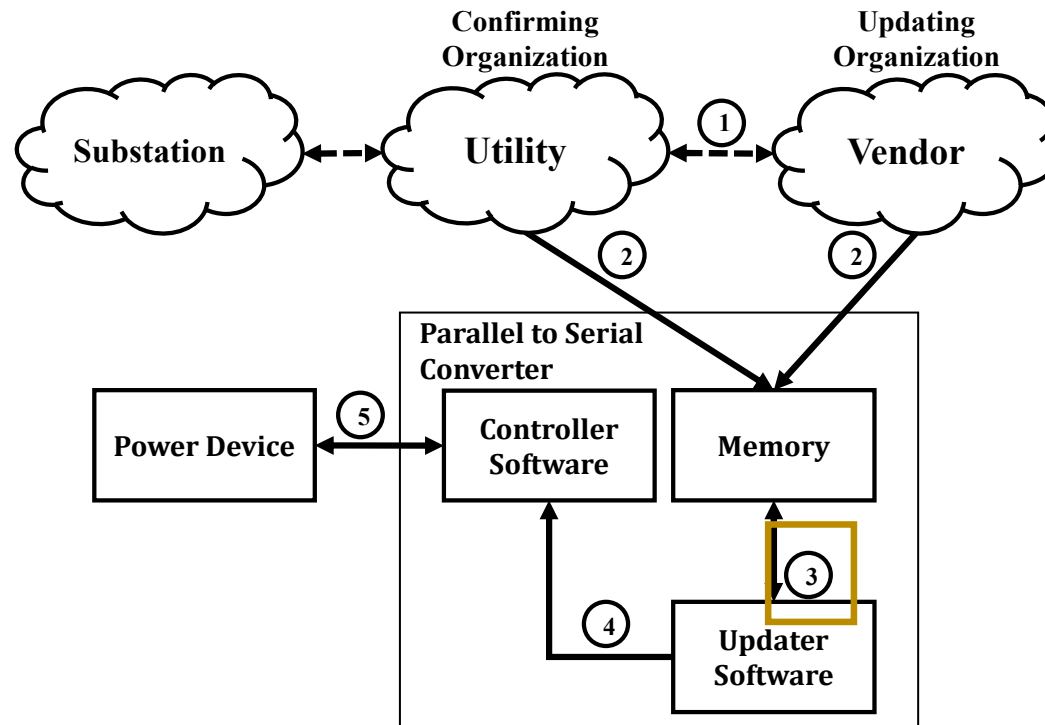 Confirming
Organization
Updating
Organization
Substation
Utility
1
Vendor
2
2
Parallel to Serial
Converter
Power Device
5
Controller
Software
Memory
3
4
Updater
Software